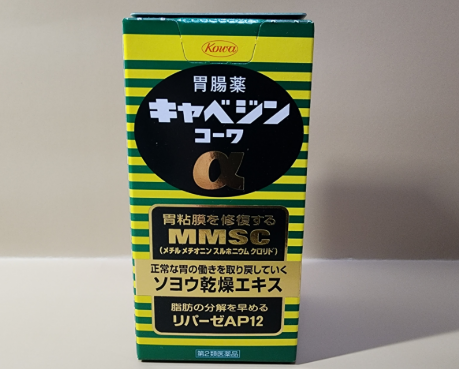 Kowa
胃腸薬
キャベジン
コーワ
α
胃粘膜を修復する
MMSC
(メチルメチオニンスルホニウムクロリド)
正常な胃の働きを取り戻していく
ソヨウ乾燥エキス
脂肪の分解を早める
リパーゼAP12
第2類医薬品